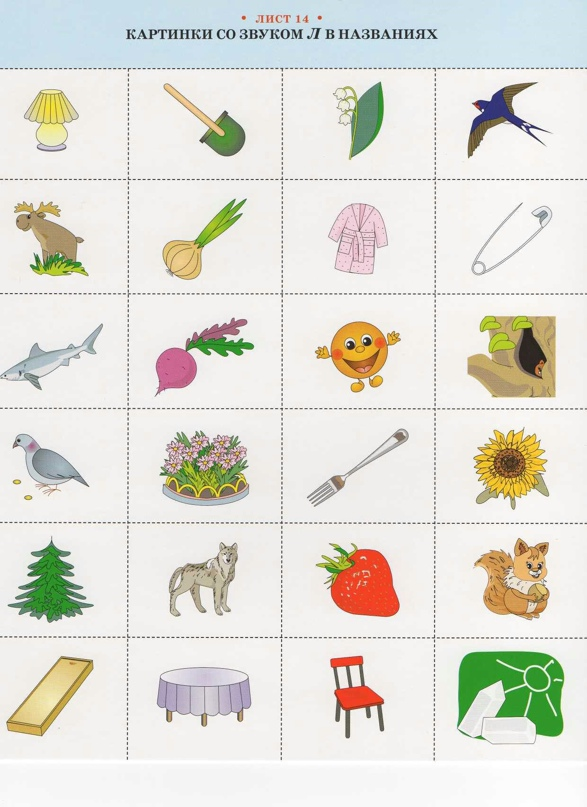 • ЛИСТ 14 •
КАРТИНКИ СО ЗВУКОМ Л В НАЗВАНИЯХ